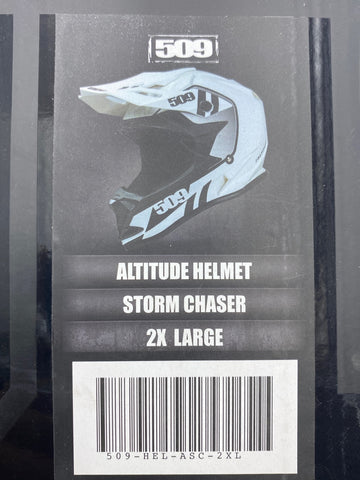 509
509
509
ALTITUDE HELMET
STORM CHASER
2X LARGE
509-HEL-ASC-2XL